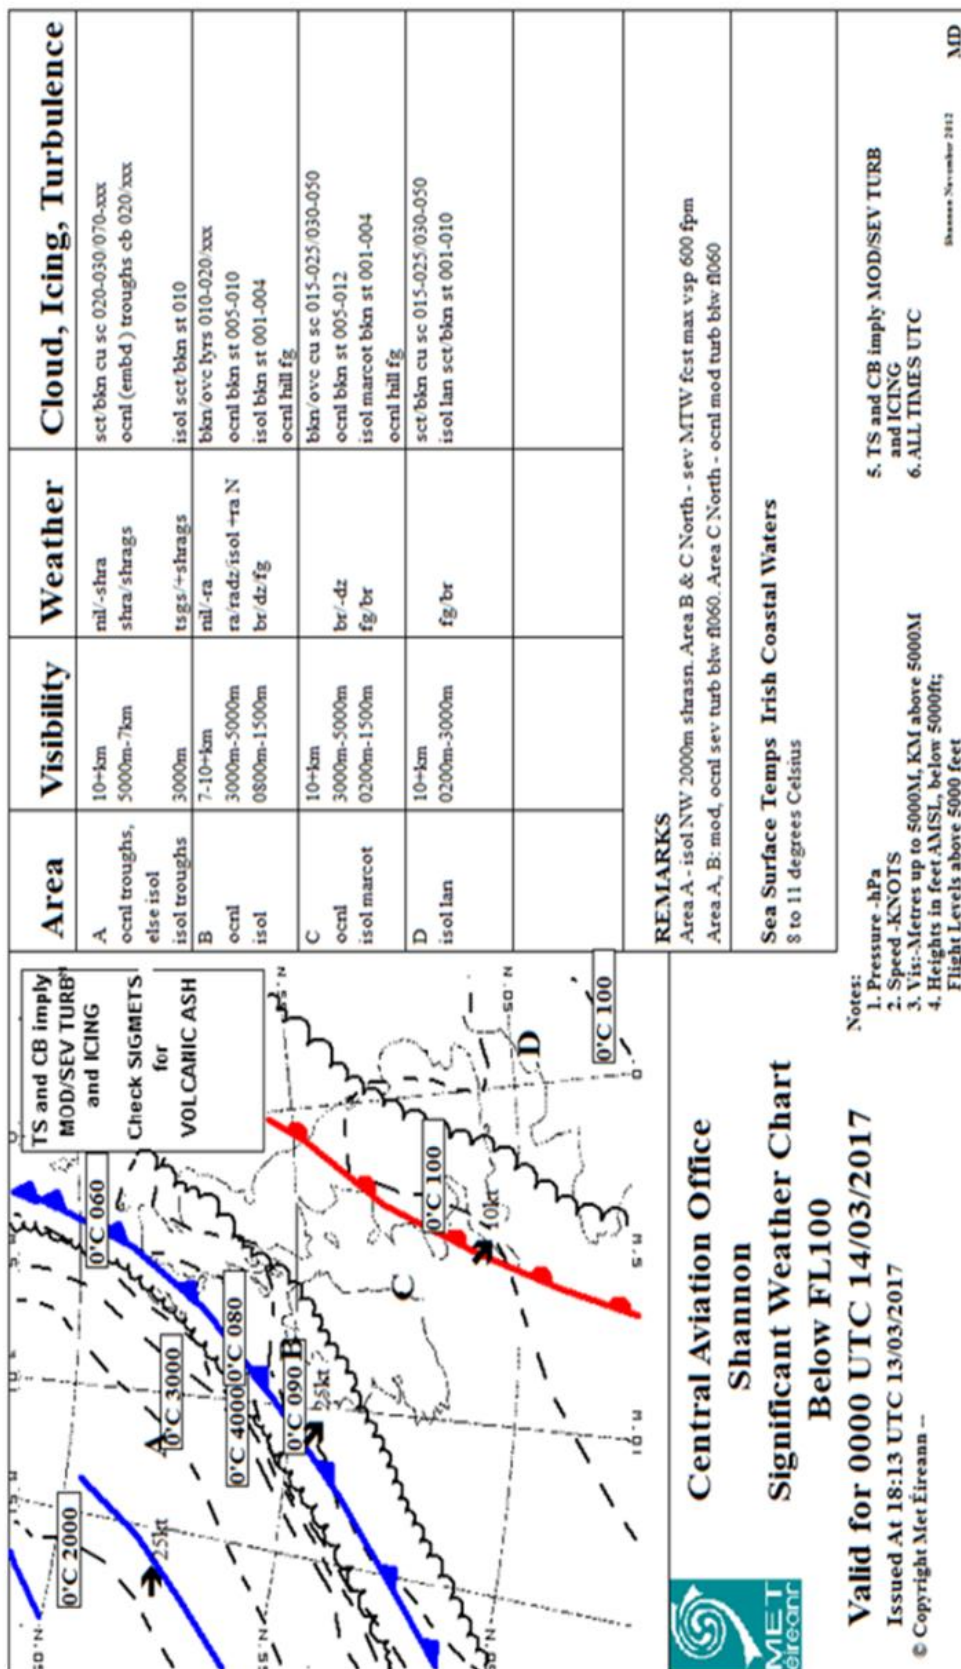 TS and CB imply
MOD/SEV TURB
and ICING
Check SIGMETS
for
VOLCANIC ASH
0'C 2000
0'C 3000
0'C 060
0'C 4000
0'C 080
0'C 090
0'C 100
0'C 100
25kt
25kt
10kt
A
B
C
D
Area Visibility Weather Cloud, Icing, Turbulence
A 10+km nil/-shra sct/bkn cu sc 020-030/070-xxx
ocnl troughs, 5000m-7km shra/shrags ocnl (embd ) troughs cb 020/xxx
else isol
isol troughs 3000m tsgs/+shrags isol sct/bkn st 010
B 7-10+km nil/-ra bkn/ovc lyrs 010-020/xxx
ocnl 3000m-5000m ra/radz/isol +ra N ocnl bkn st 005-010
isol 0800m-1500m br/dz/fg isol bkn st 001-004
ocnl hill fg
C 10+km bkn/ovc cu sc 015-025/030-050
ocnl 3000m-5000m br/-dz ocnl bkn st 005-012
isol marcot 0200m-1500m fg/br isol marcot bkn st 001-004
ocnl hill fg
D 10+km sct/bkn cu sc 015-025/030-050
isol lan 0200m-3000m fg/br isol lan sct/bkn st 001-010
REMARKS
Area A - isol NW 2000m shrasn. Area B & C North - sev MTW fcst max vsp 600 fpm
Area A, B: mod, ocnl sev turb blw fl060. Area C North - ocnl mod turb blw fl060
Sea Surface Temps Irish Coastal Waters
8 to 11 degrees Celsius
MET
éireann
Central Aviation Office
Shannon
Significant Weather Chart
Below FL100
Valid for 0000 UTC 14/03/2017
Issued At 18:13 UTC 13/03/2017
© Copyright Met Éireann --
Notes:
1. Pressure -hPa
2. Speed -KNOTS
3. Vis:-Metres up to 5000M, KM above 5000M
4. Heights in feet AMSL, below 5000ft;
Flight Levels above 5000 feet
5. TS and CB imply MOD/SEV TURB
and ICING
6. ALL TIMES UTC
Shannon November 2012 MD